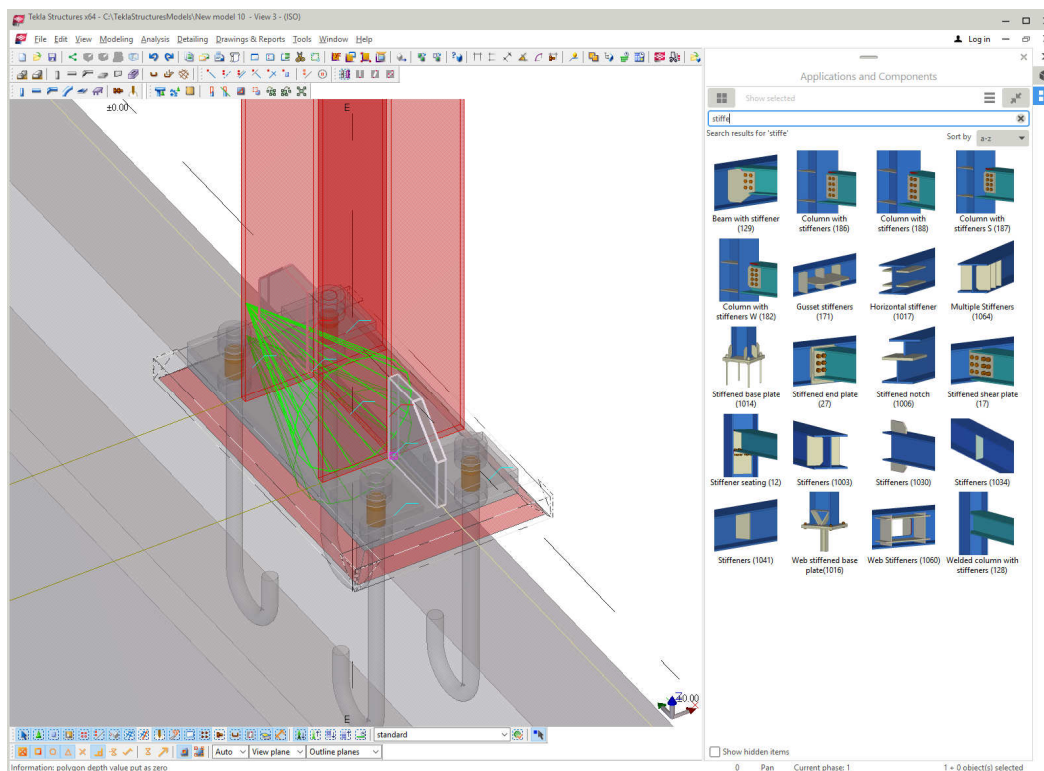 Tekla Structures x64 - C:\TeklaStructuresModels\New model 10 - View 3 - (ISO)
File Edit View Modeling Analysis Detailing Drawings & Reports Tools Window Help
Log in
Applications and Components
Show selected
stiffe
Search results for 'stiffe'
Sort by
a-z
±0.00
E
Beam with stiffener (129)
Column with stiffeners (186)
Column with stiffeners (188)
Column with stiffeners S (187)
Column with stiffeners W (182)
Gusset stiffeners (171)
Horizontal stiffener (1017)
Multiple Stiffeners (1064)
Stiffened base plate (1014)
Stiffened end plate (27)
Stiffened notch (1006)
Stiffened shear plate (17)
Stiffener seating (12)
Stiffeners (1003)
Stiffeners (1030)
Stiffeners (1034)
Stiffeners (1041)
Web stiffened base plate(1016)
Web Stiffeners (1060)
Welded column with stiffeners (128)
±0.00
E
standard
Auto
View plane
Outline planes
Show hidden items
Information: polygon depth value put as zero
0
Pan
Current phase: 1
1 + 0 object(s) selected